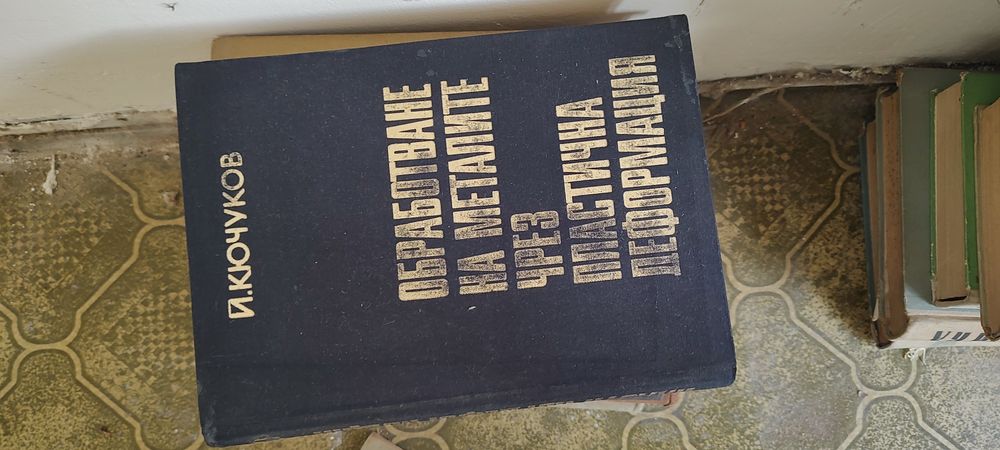 Й. КЮЧУКОВ
ОБРАБОТВАНЕ
НА МЕТАЛИТЕ
ЧРЕЗ
ПЛАСТИЧНА
ДЕФОРМАЦИЯ